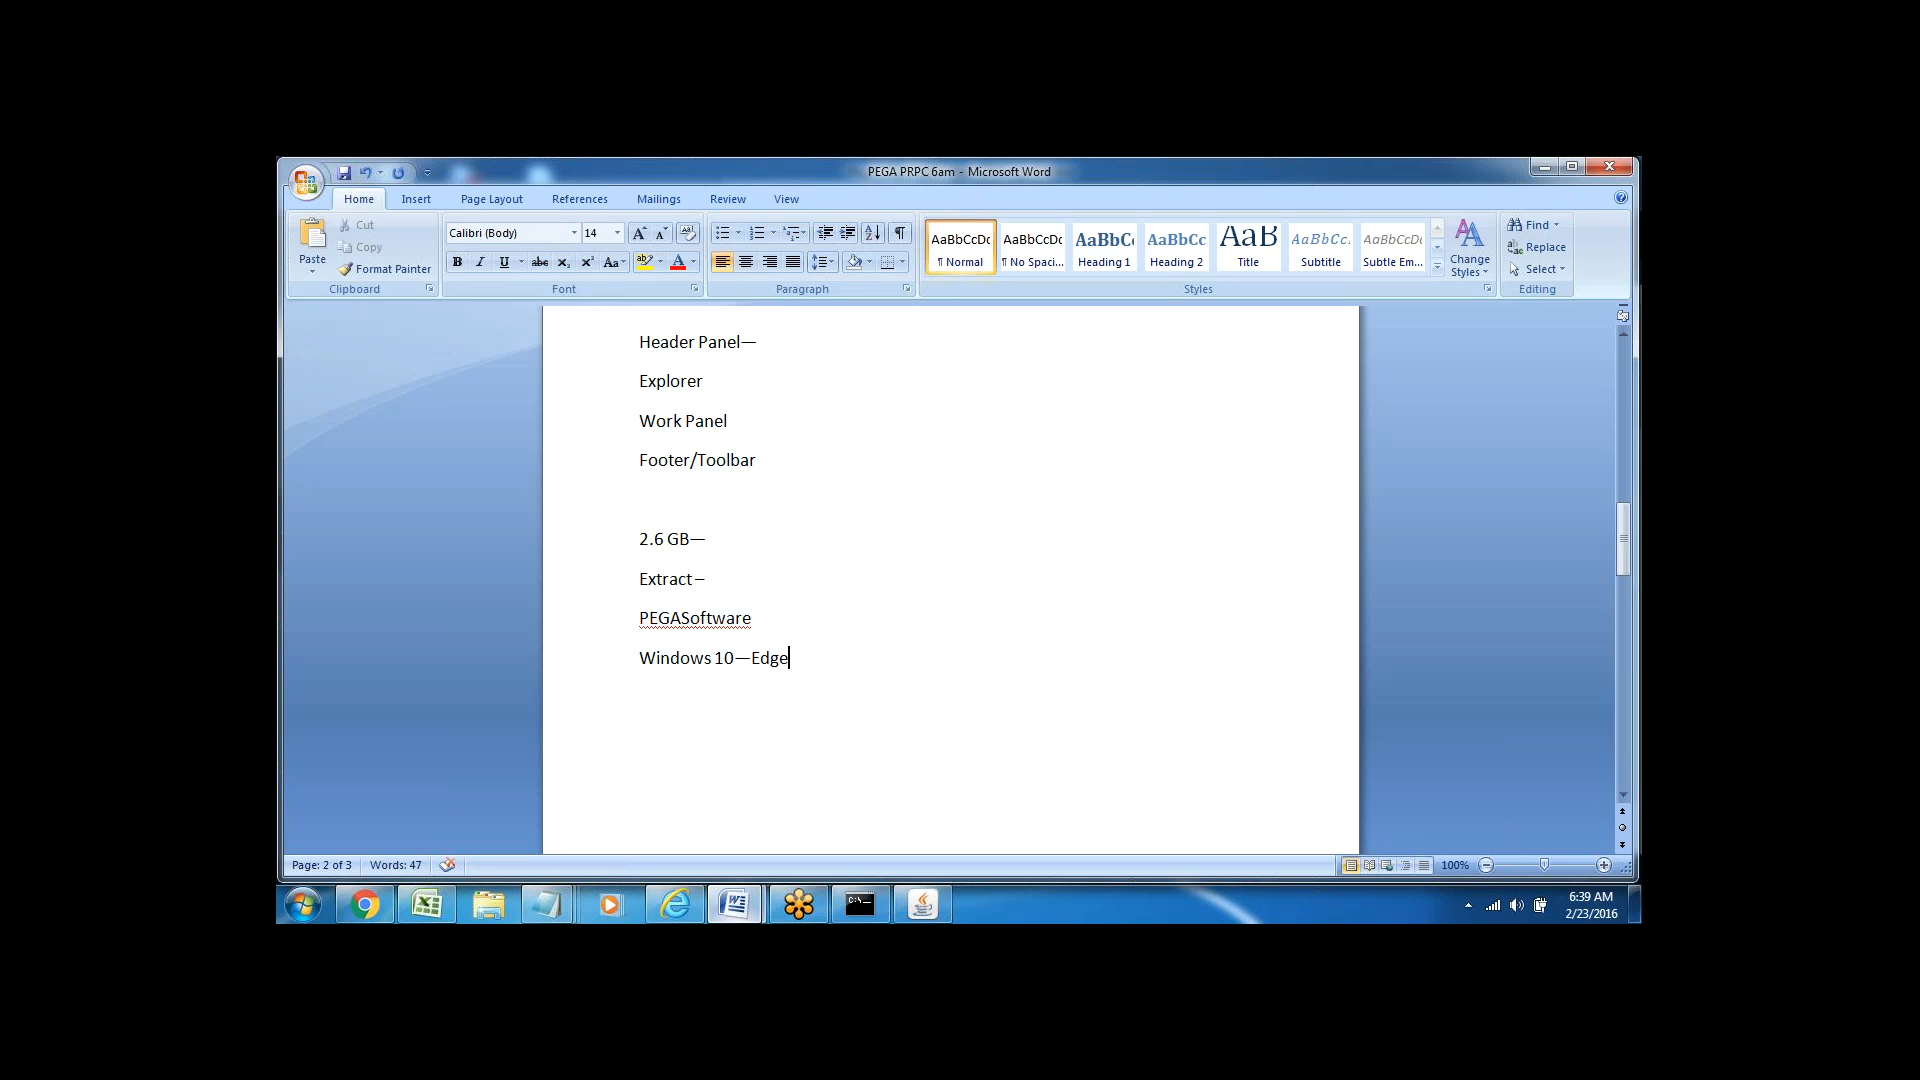 PEGA PRPC 6am - Microsoft Word
Home Insert Page Layout References Mailings Review View
Paste
Cut
Copy
Format Painter
Clipboard
Calibri (Body) 14
Font
Paragraph
AaBbCcDc AaBbCcDc AaBbC AaBbCc AaB AaBbCc. AaBbCcDc
¶ Normal ¶ No Spaci... Heading 1 Heading 2 Title Subtitle Subtle Em...
Change Styles
Styles
Find
Replace
Select
Editing
Header Panel—
Explorer
Work Panel
Footer/Toolbar
2.6 GB—
Extract –
PEGASoftware
Windows 10—Edge
Page: 2 of 3 Words: 47 100%
6:39 AM
2/23/2016